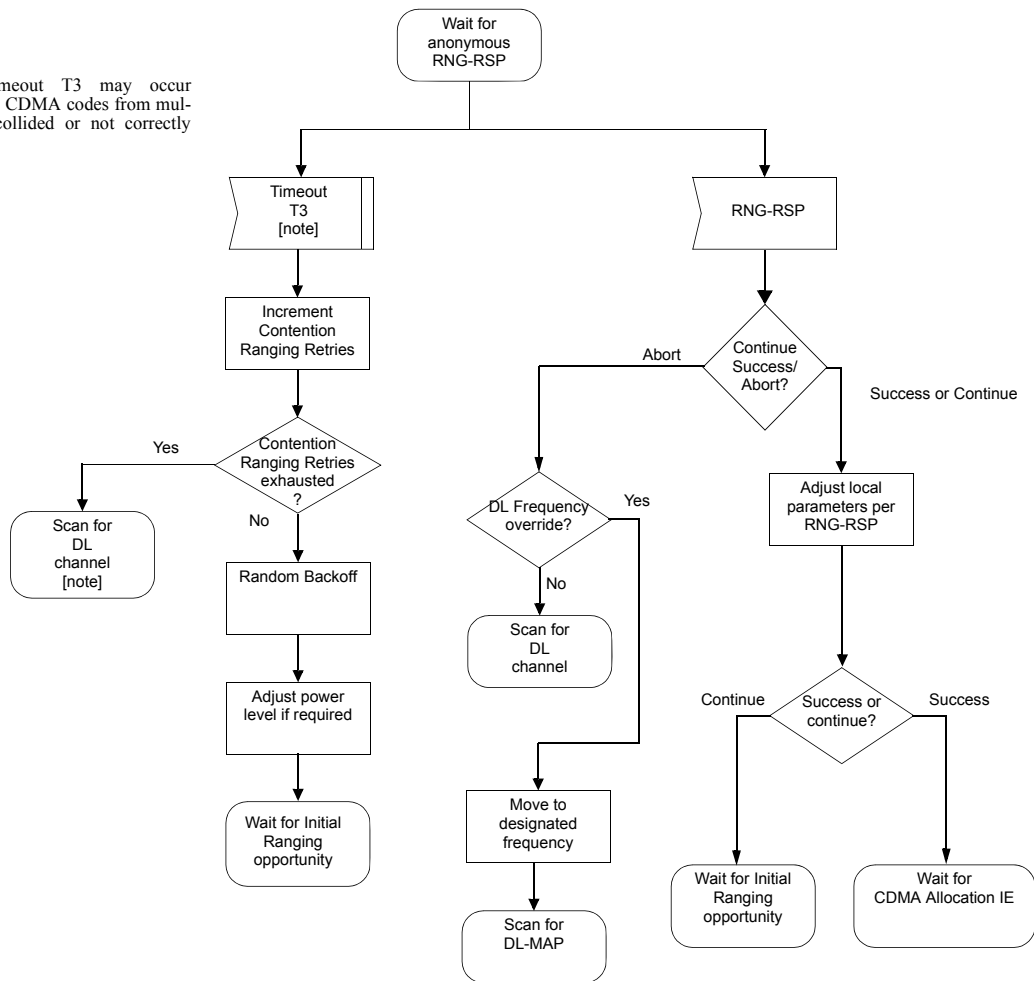 Wait for
anonymous
RNG-RSP
T3 may occur
CDMA codes from mul-
or not correctly
Timeout
T3
[note]
RNG-RSP
Increment
Contention
Ranging Retries
Abort
Continue
Success/
Abort?
Success or Continue
Yes
Contention
Ranging Retries
exhausted
?
No
DL Frequency
override?
Yes
No
Adjust local
parameters per
RNG-RSP
Scan for
DL
channel
[note]
Random Backoff
Scan for
DL
channel
Adjust power
level if required
Continue
Success or
continue?
Success
Wait for Initial
Ranging
opportunity
Move to
designated
frequency
Wait for Initial
Ranging
opportunity
Wait for
CDMA Allocation IE
Scan for
DL-MAP